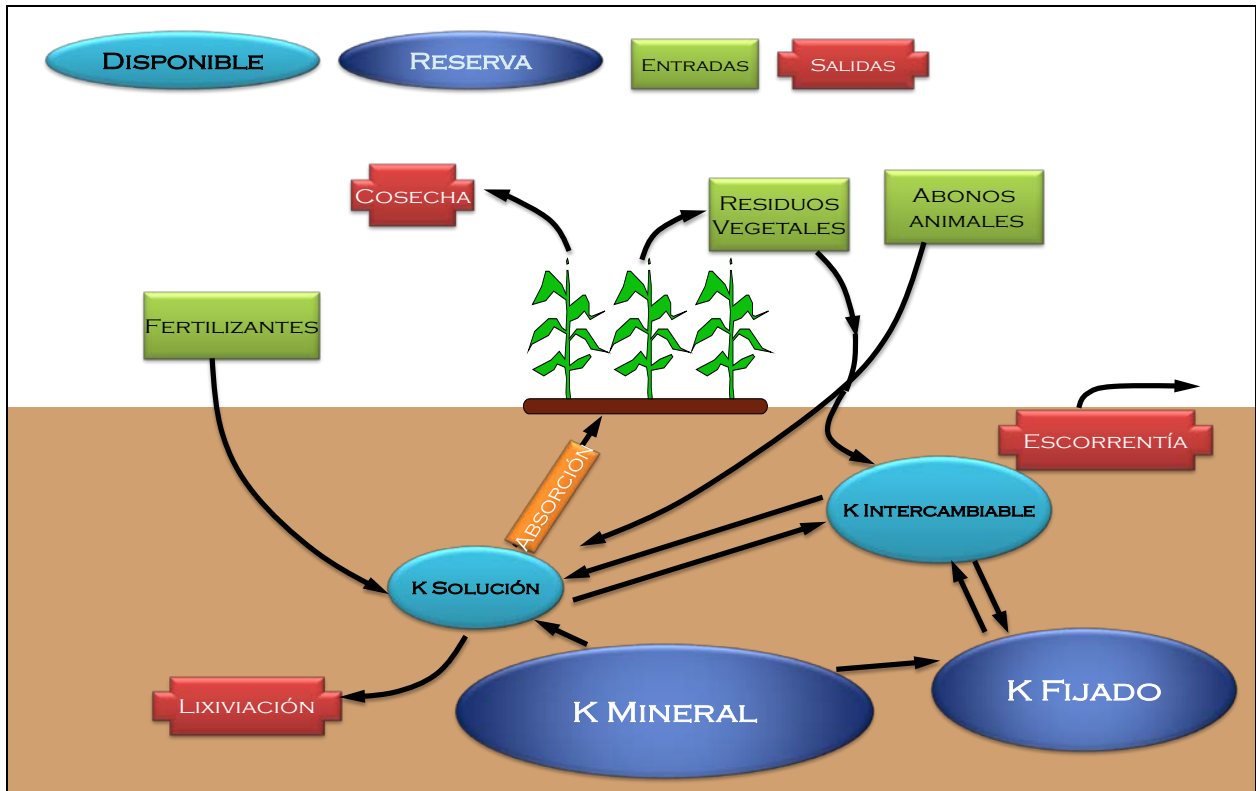 DISPONIBLE
RESERVA
ENTRADAS
SALIDAS
COSECHA
RESIDUOS
VEGETALES
ABONOS
ANIMALES
FERTILIZANTES
ESCORRENTÍA
ABSORCIÓN
K INTERCAMBIABLE
K SOLUCIÓN
LIXIVIACIÓN
K MINERAL
K FIJADO